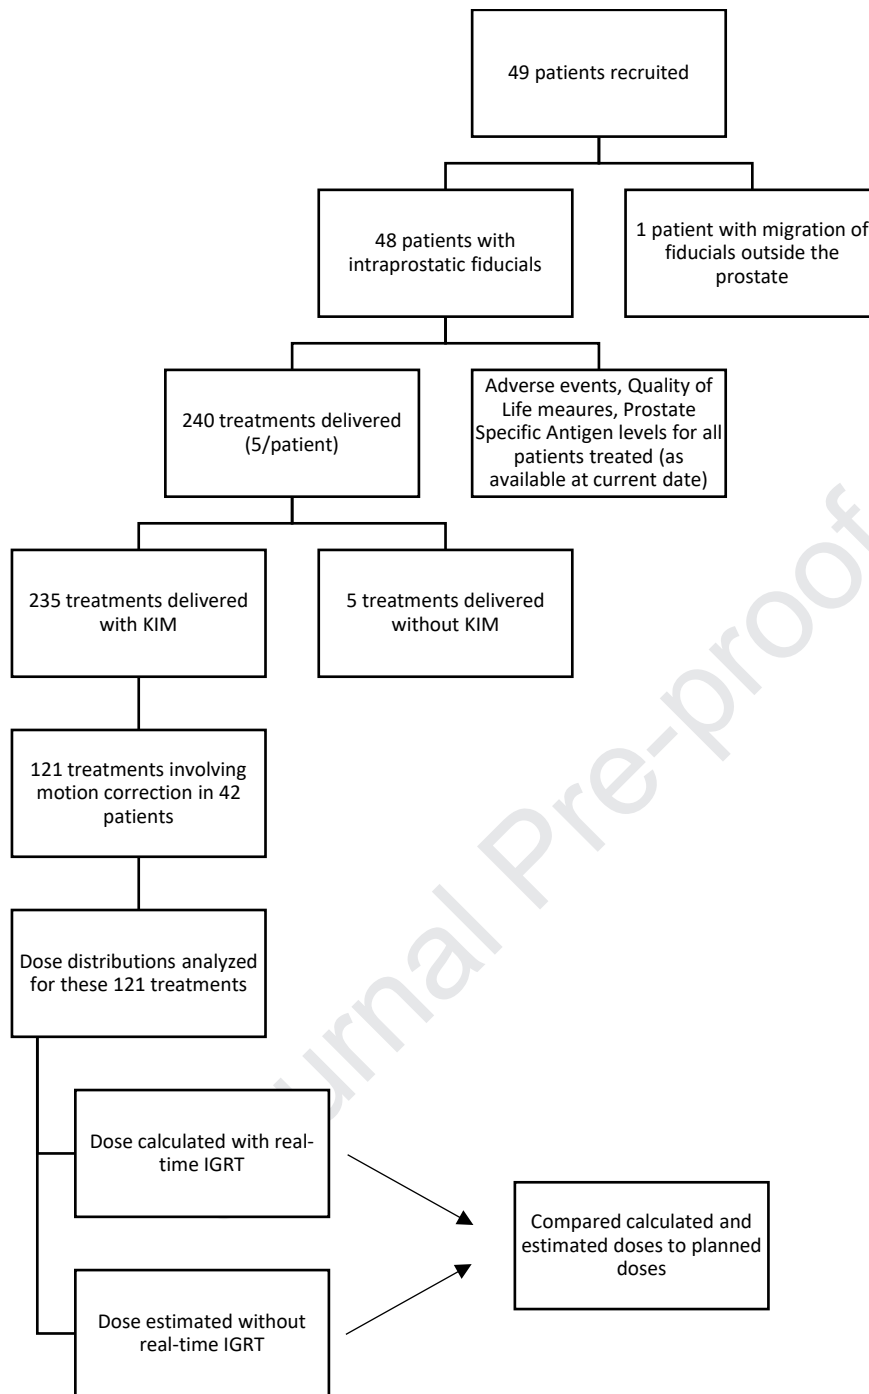 49 patients recruited
48 patients with
intraprostatic fiducials
1 patient with migration of
fiducials outside the
prostate
240 treatments delivered
(5/patient)
Adverse events, Quality of
Life meaures, Prostate
Specific Antigen levels for all
patients treated (as
available at current date)
235 treatments delivered
with KIM
5 treatments delivered
without KIM
121 treatments involving
motion correction in 42
patients
Dose distributions analyzed
for these 121 treatments
Dose calculated with real-
time IGRT
Compared calculated and
estimated doses to planned
doses
Dose estimated without
real-time IGRT
urnal Pre-proof